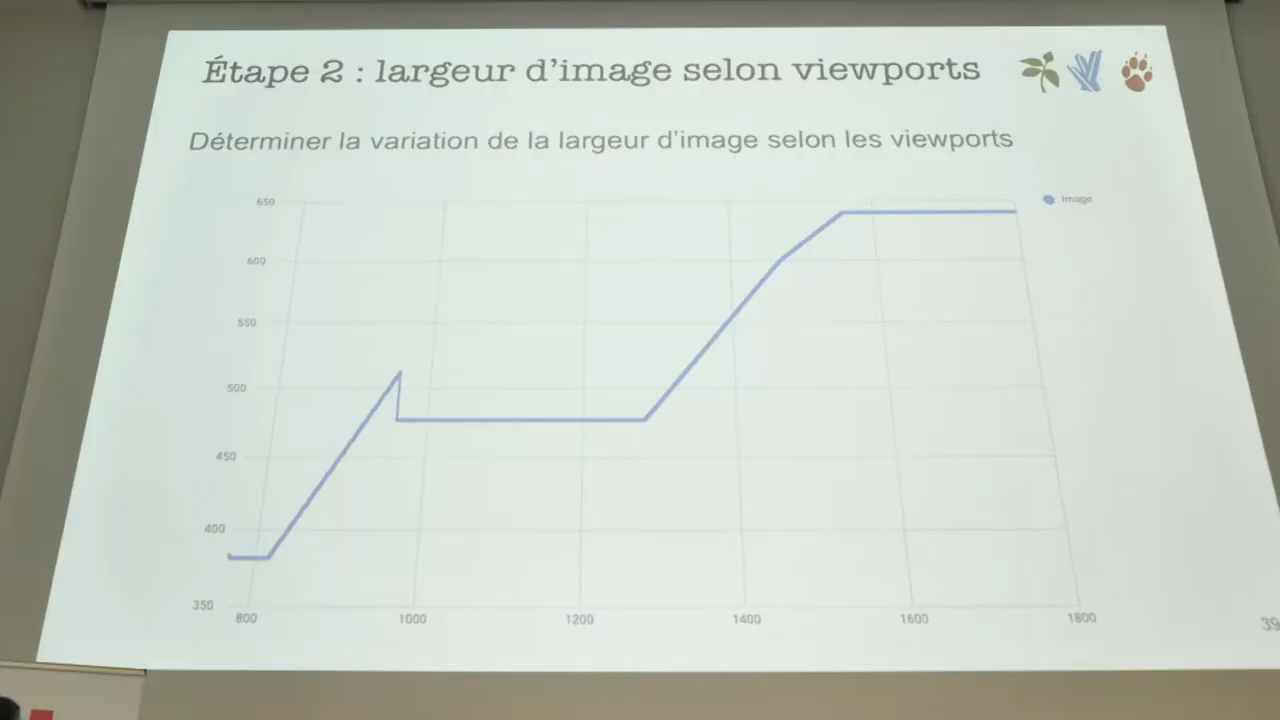 Étape 2 : largeur d'image selon viewports
Déterminer la variation de la largeur d'image selon les viewports
650
Image
600
550
500
450
400
350
800 1000 1200 1400 1600 1800
39